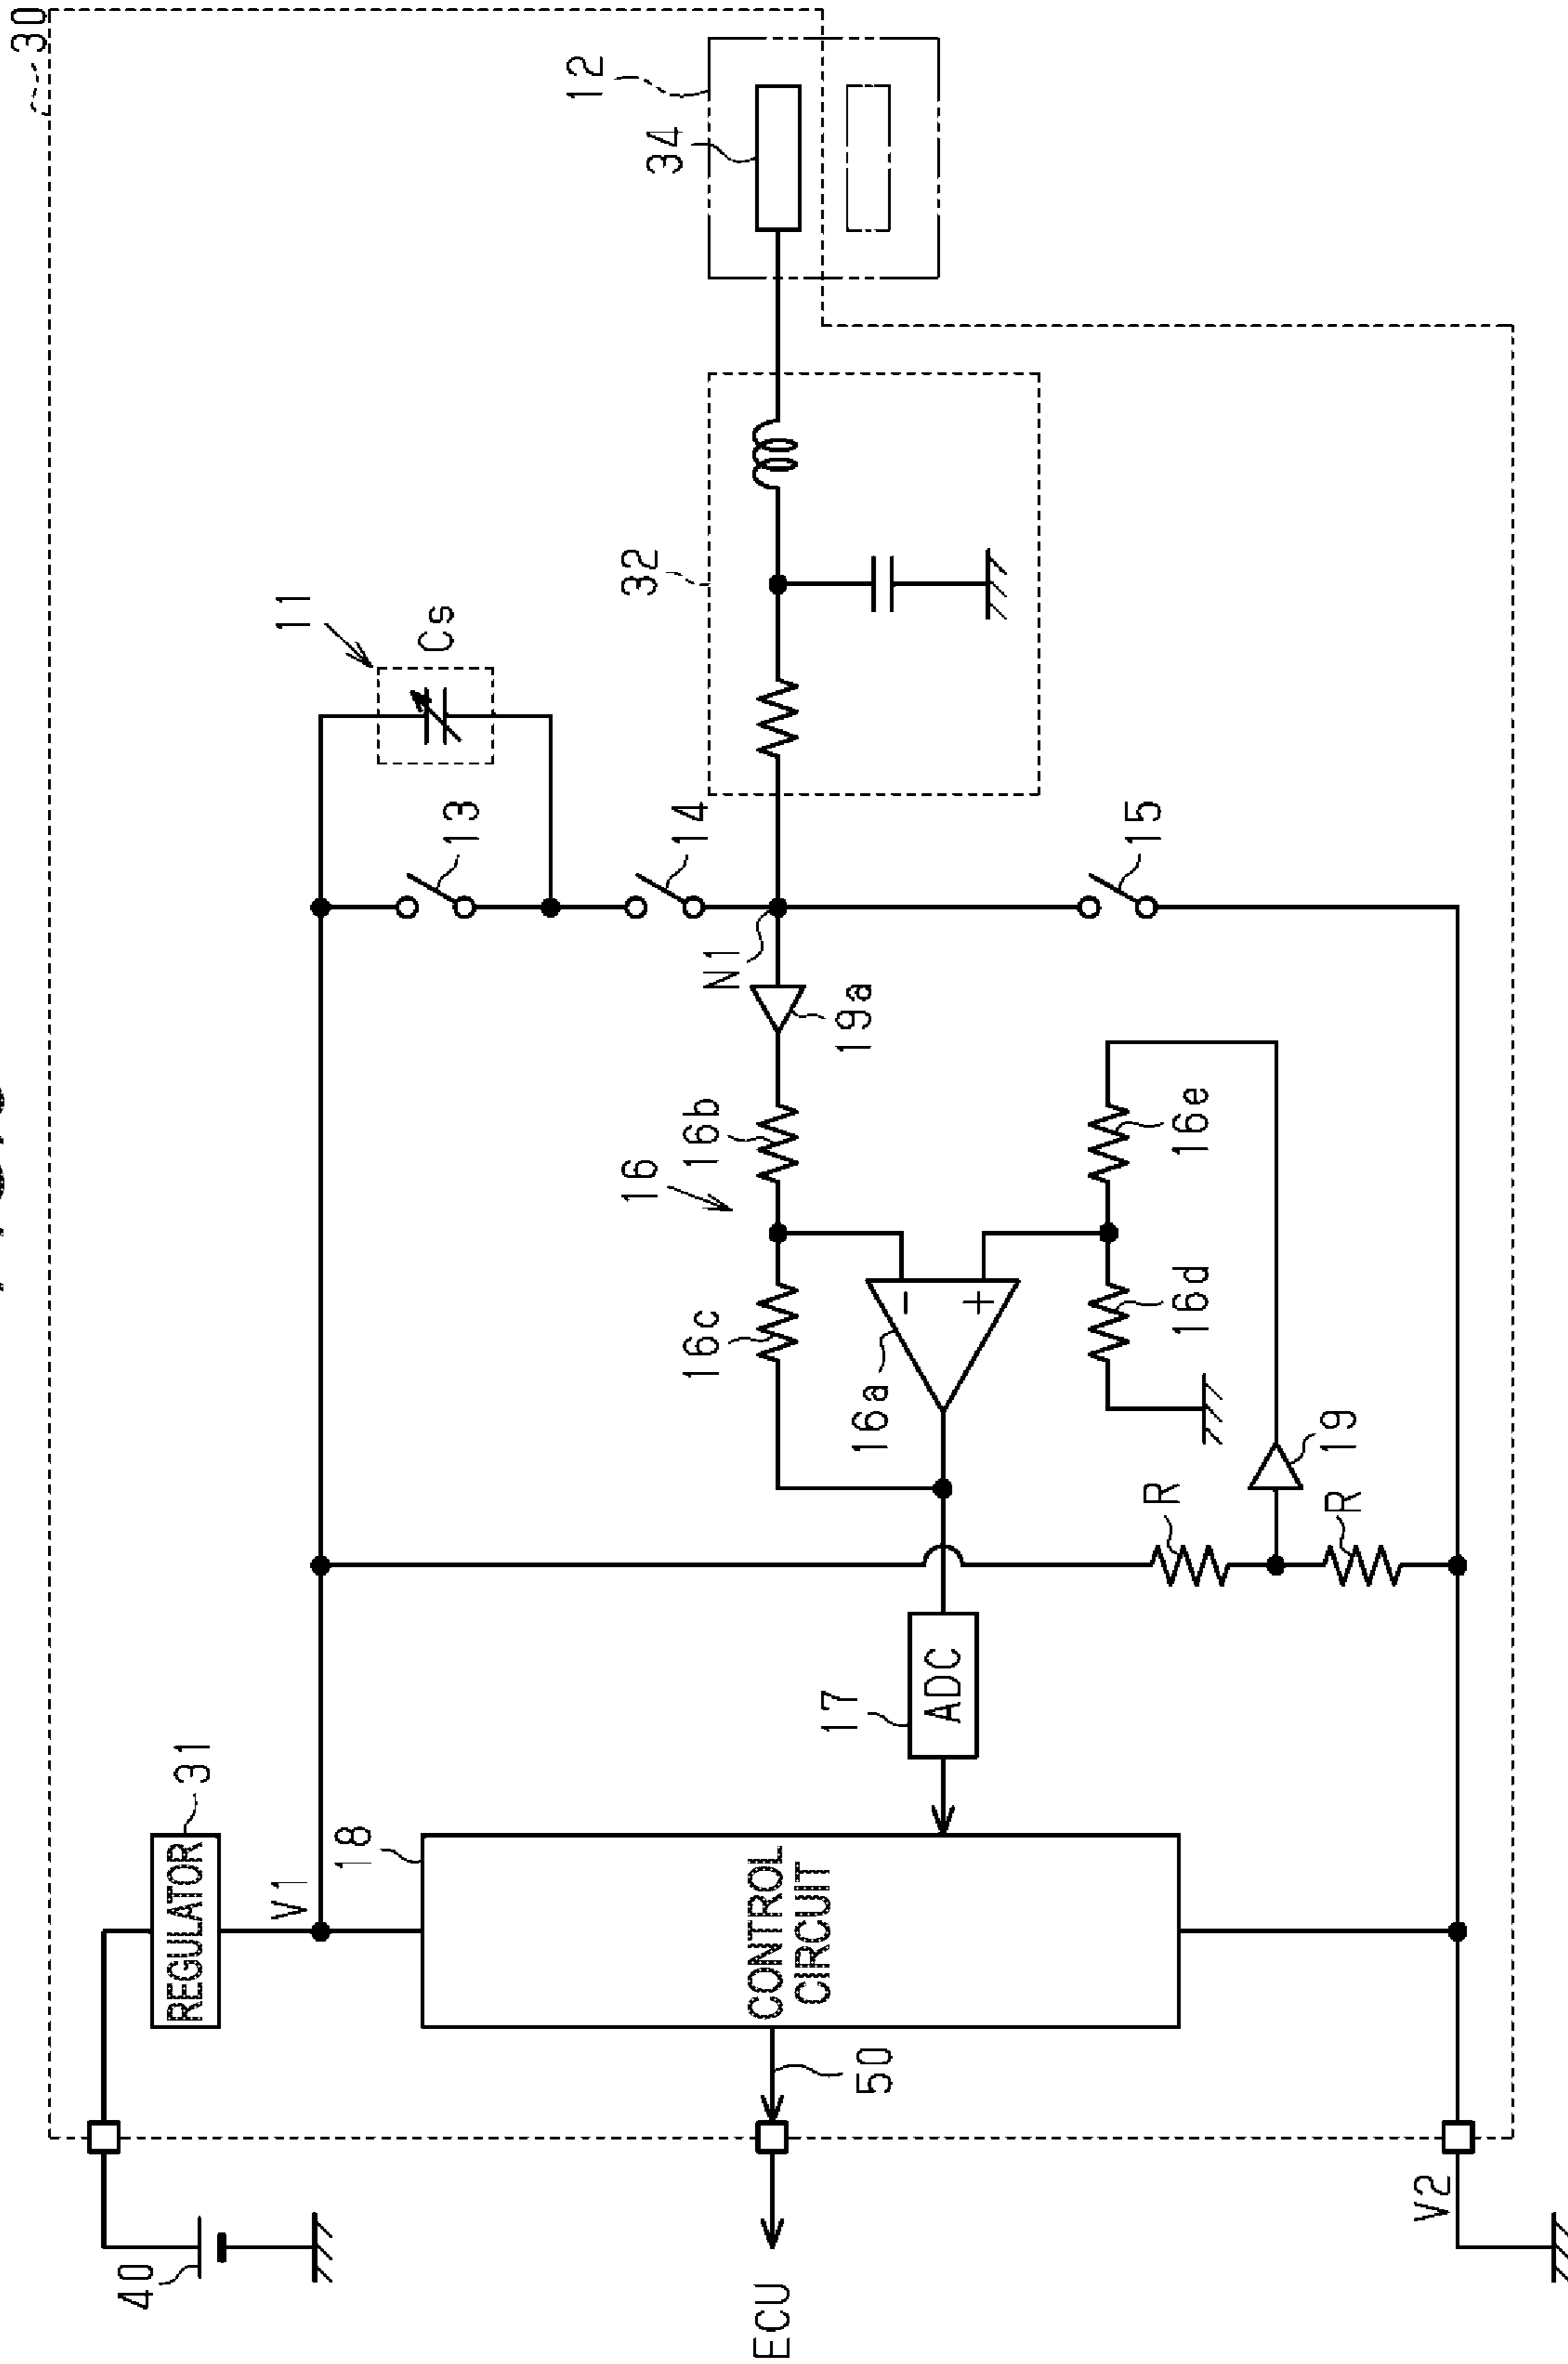 30
12
34
32
11
Cs
13
14
15
N1
19a
16b
16
16c
16e
16d
16a
19
R
R
17
ADC
31
REGULATOR
V1
18
CONTROL
CIRCUIT
50
40
ECU
V2